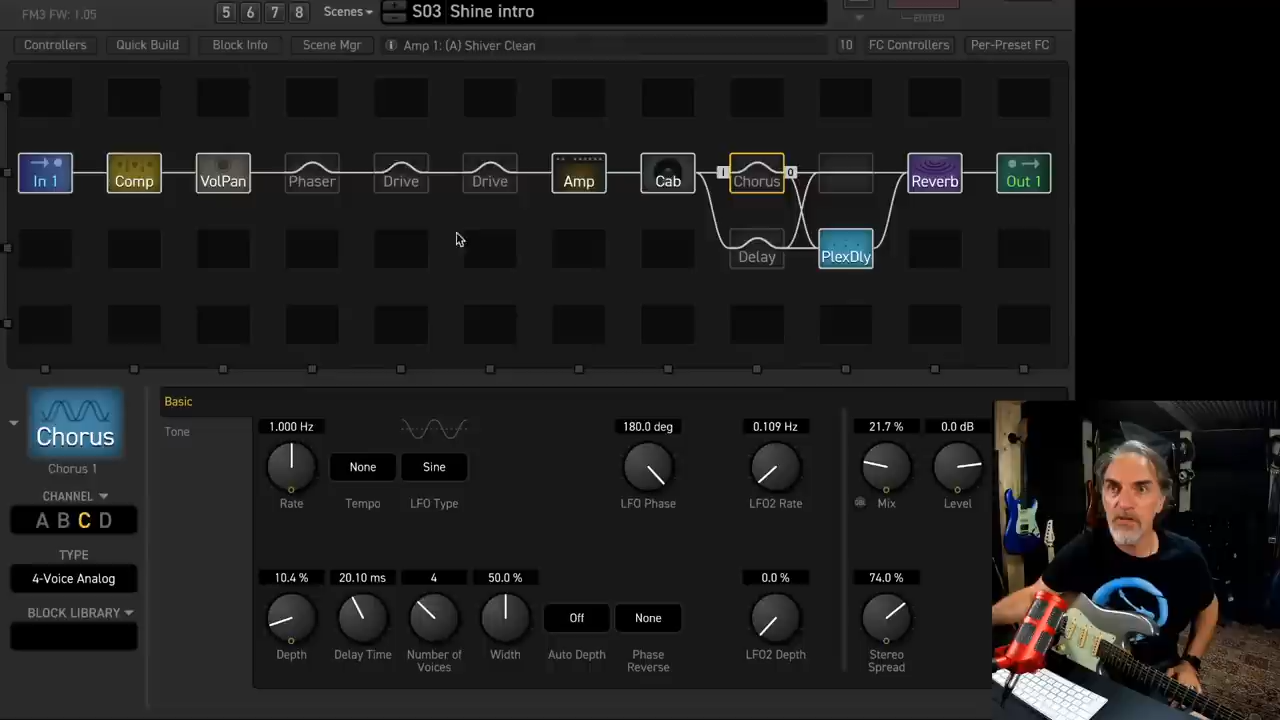 FM3 FW: 1.05
5 6 7 8 Scenes S03 Shine intro
EDITED
Controllers Quick Build Block Info Scene Mgr Amp 1: (A) Shiver Clean 10 FC Controllers Per-Preset FC
In 1 Comp VolPan Phaser Drive Drive Amp Cab I Chorus O Reverb Out 1
Delay PlexDly
Chorus
Chorus 1
CHANNEL
A B C D
TYPE
4-Voice Analog
BLOCK LIBRARY
Basic
Tone
1.000 Hz 180.0 deg 0.109 Hz 21.7 % 0.0 dB
None Sine
Rate Tempo LFO Type LFO Phase LFO2 Rate Mix Level
10.4 % 20.10 ms 4 50.0 % 0.0 % 74.0 %
Off None
Depth Delay Time Number of Voices Width Auto Depth Phase Reverse LFO2 Depth Stereo Spread